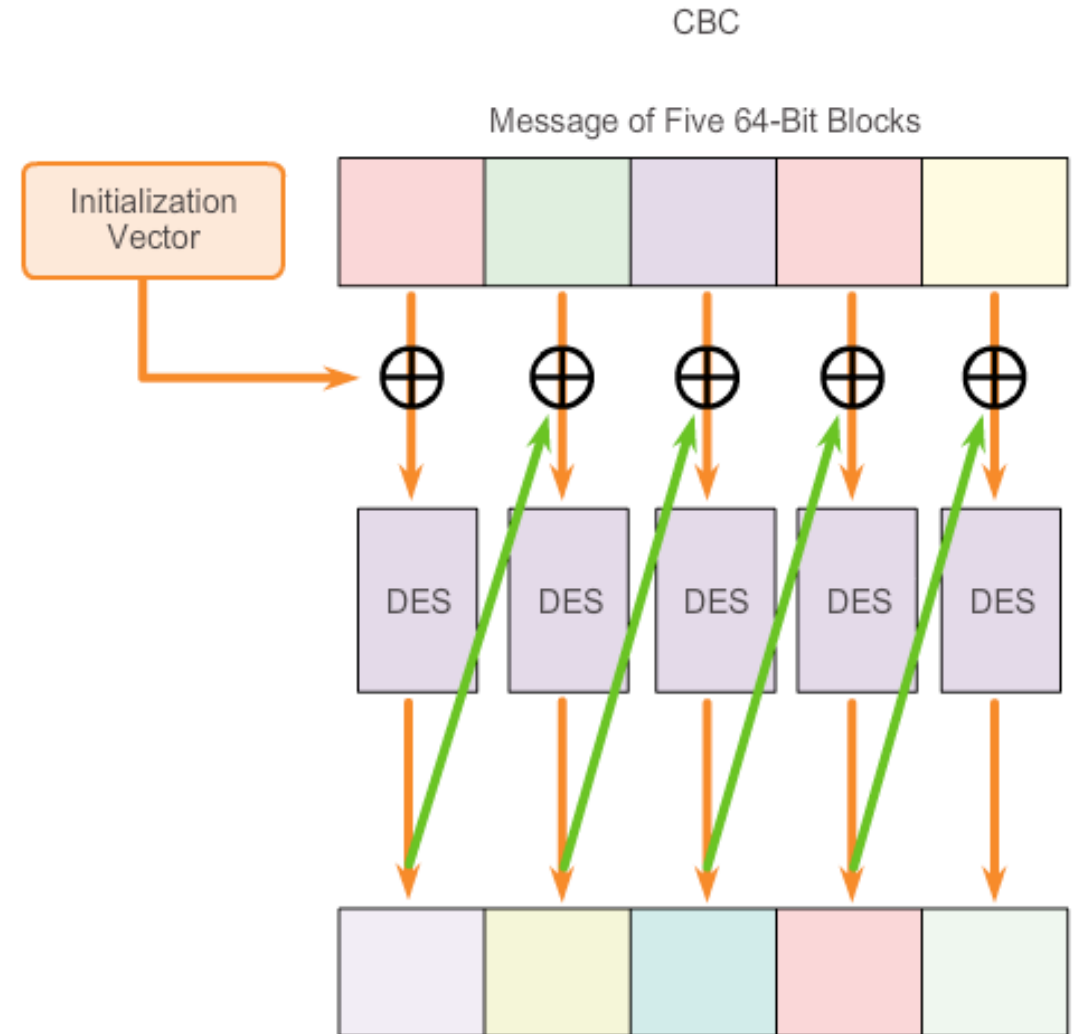 CBC
Message of Five 64-Bit Blocks
Initialization
Vector
DES
DES
DES
DES
DES